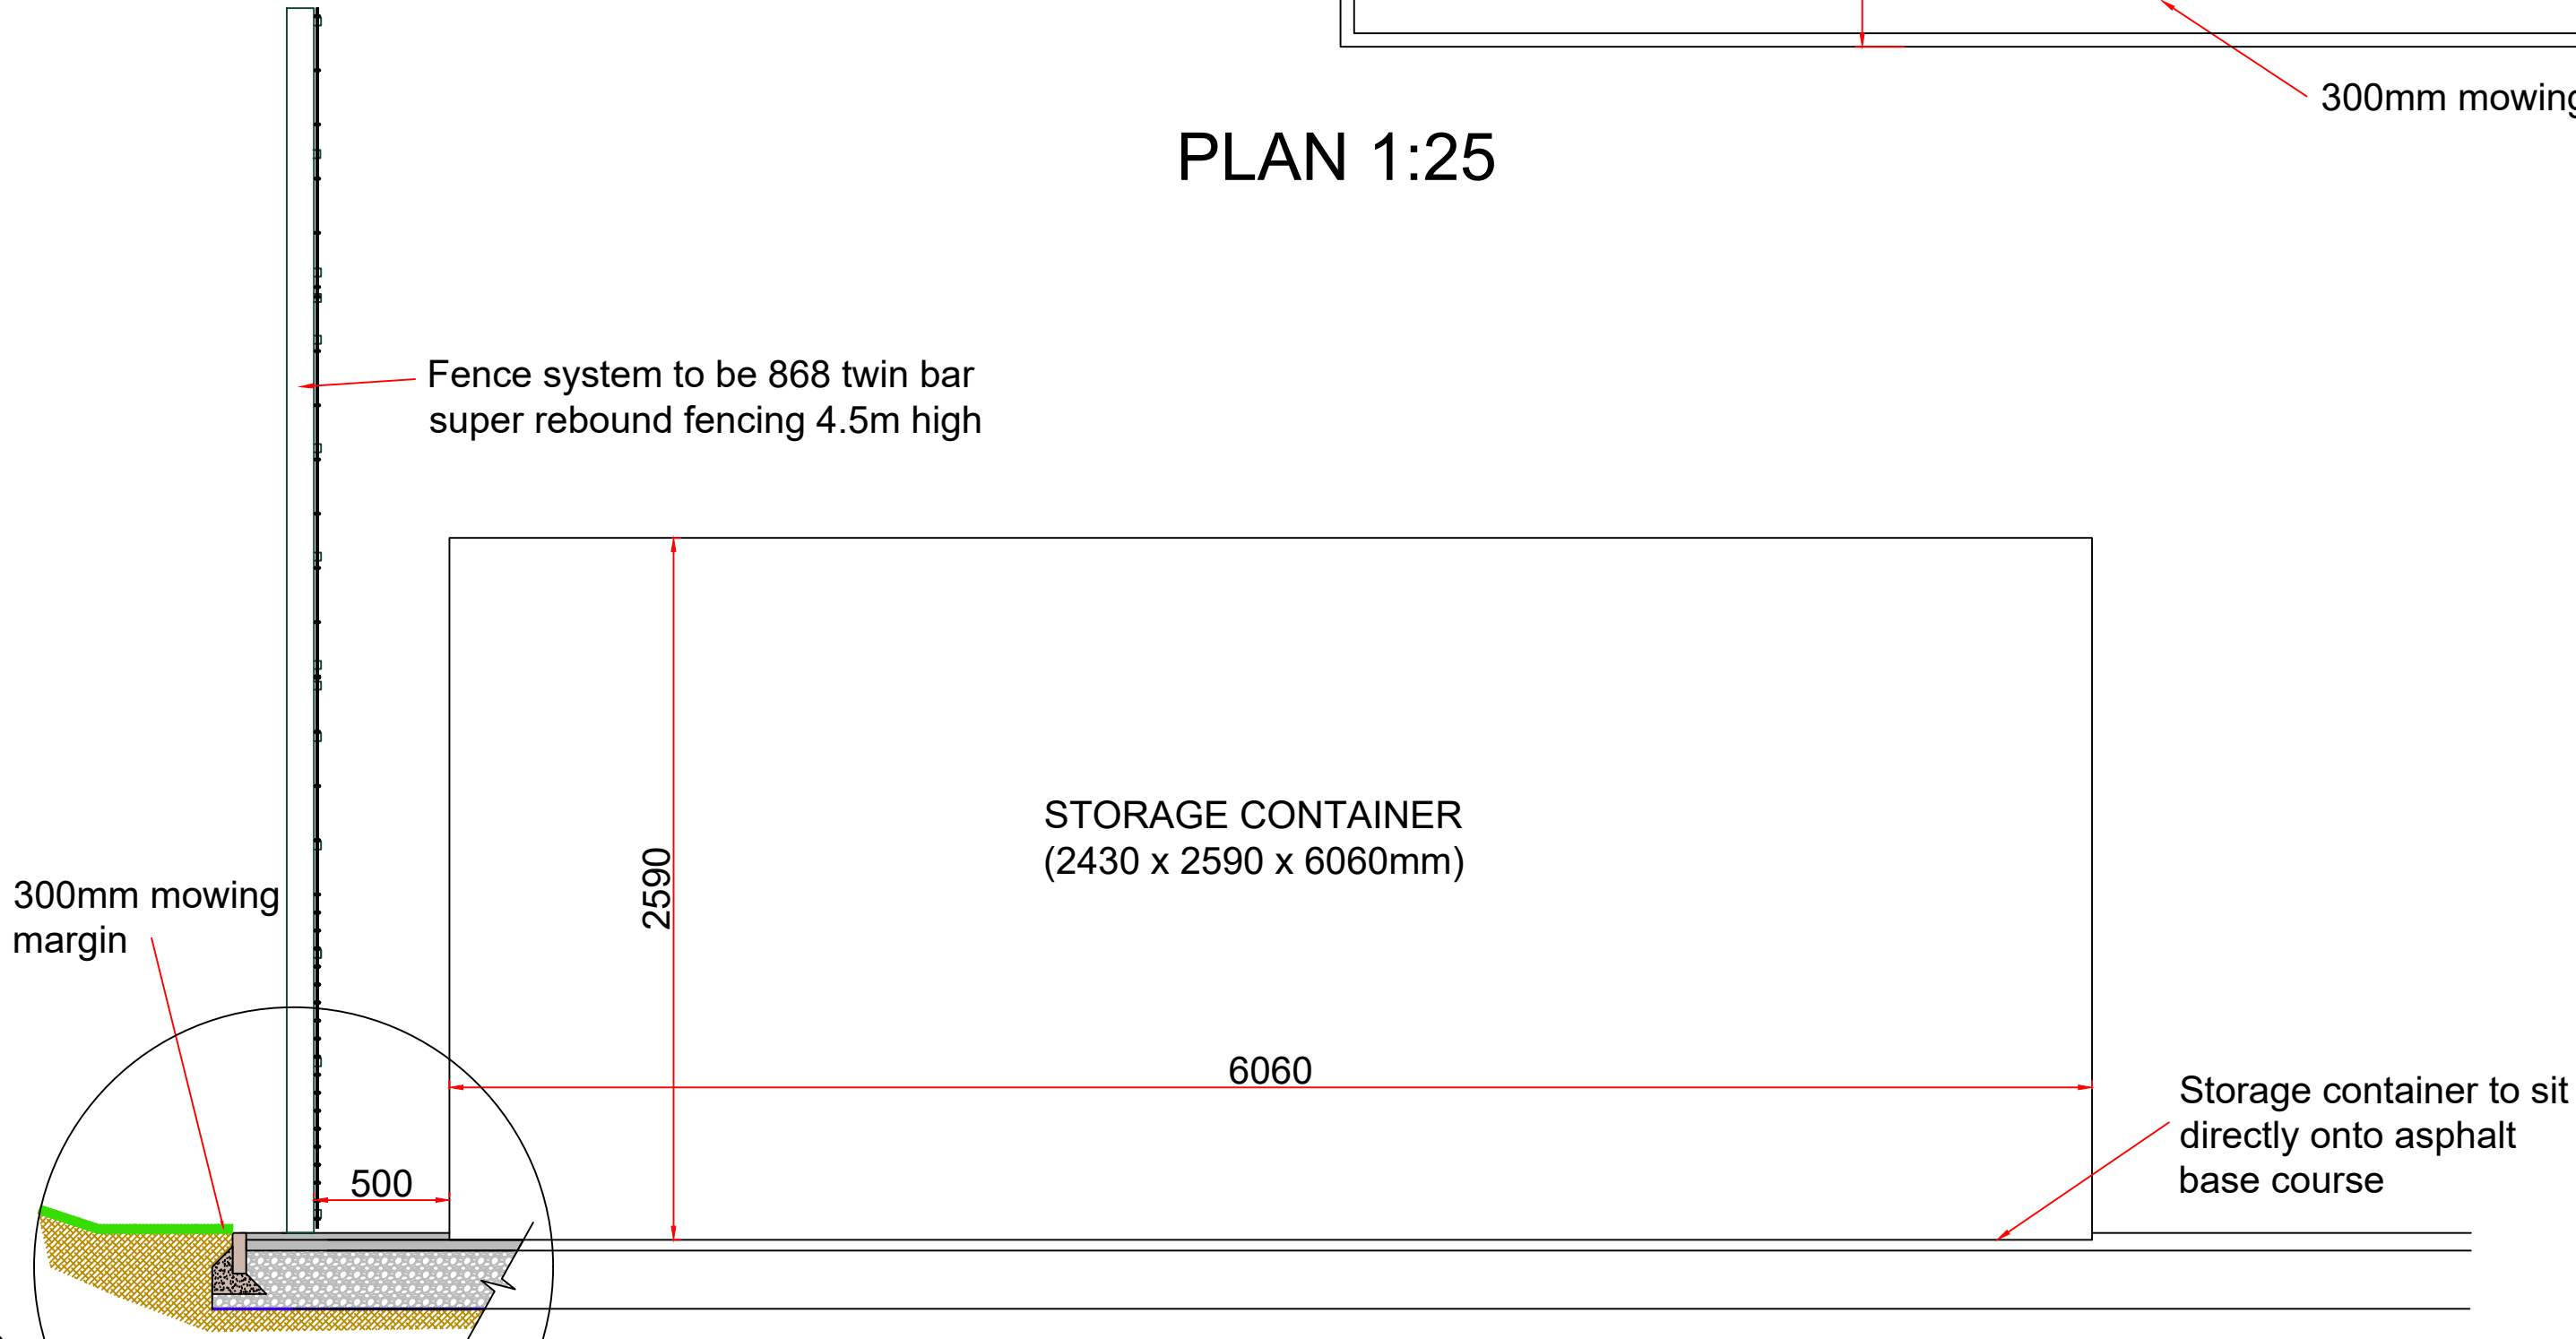 300mm mowing
PLAN 1:25
Fence system to be 868 twin bar
super rebound fencing 4.5m high
STORAGE CONTAINER
(2430 x 2590 x 6060mm)
2590
300mm mowing
margin
6060
Storage container to sit
directly onto asphalt
base course
500